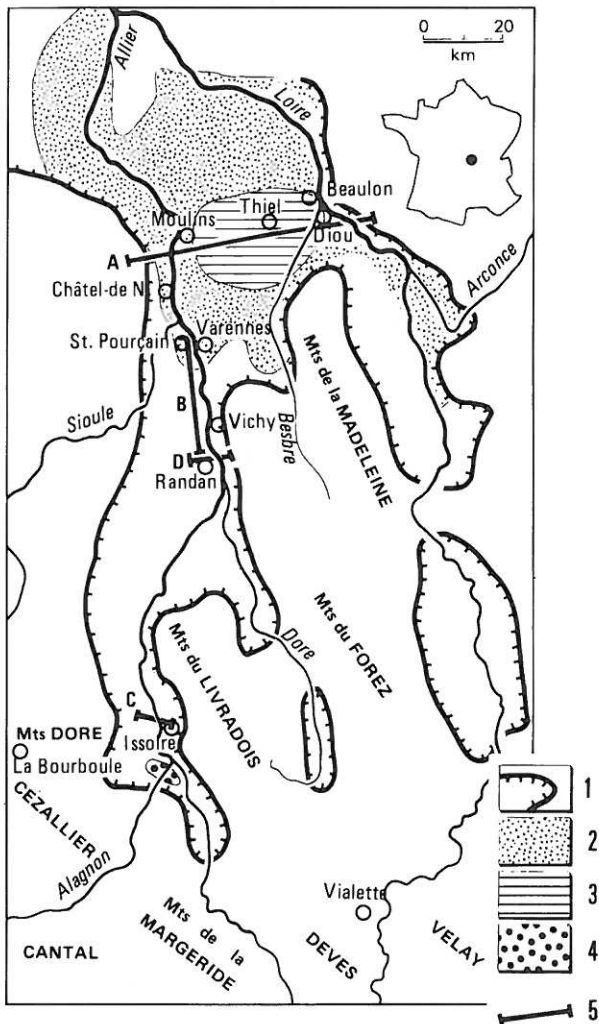 0 20
km
Allier
Loire
Beaulon
Thiel
Moulins
Diou
A
Arconce
Châtel-de N
St. Pourçain
Varennes
Mts de la MADELEINE
B
Sioule
Vichy
Besbre
D
Randan
Mts du FOREZ
Dore
Mts du LIVRADOIS
C
Mts DORE
Issoire
La Bourboule
CEZALLIER
1
2
Alagnon
Vialette
3
Mts de la MARGERIDE
VELAY
4
CANTAL
DEVES
5